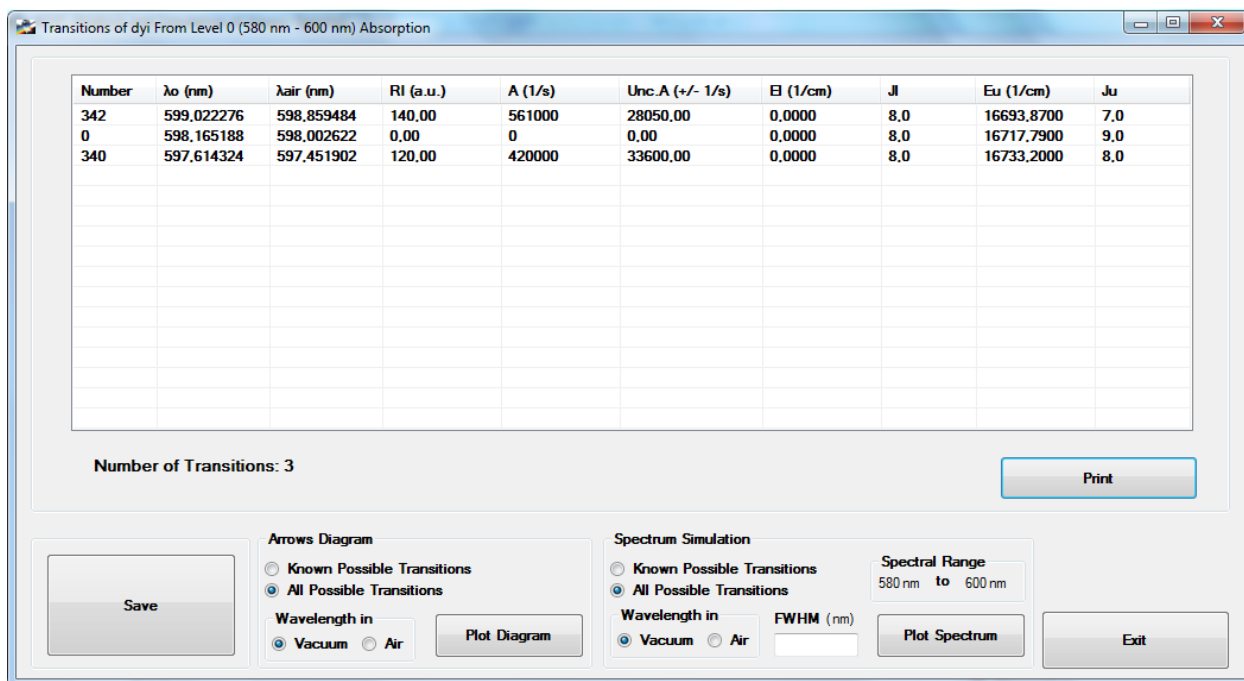 Transitions of dyi From Level 0 (580 nm - 600 nm) Absorption
Number λo (nm) λair (nm) RI (a.u.) A (1/s) Unc.A (+/- 1/s) El (1/cm) Jl Eu (1/cm) Ju
342 599,022276 598,859484 140,00 561000 28050,00 0,0000 8,0 16693,8700 7,0
0 598,165188 598,002622 0,00 0 0,00 0,0000 8,0 16717,7900 9,0
340 597,614324 597,451902 120,00 420000 33600,00 0,0000 8,0 16733,2000 8,0
Number of Transitions: 3
Print
Save
Arrows Diagram
Known Possible Transitions
All Possible Transitions
Wavelength in
Vacuum Air
Plot Diagram
Spectrum Simulation
Known Possible Transitions
All Possible Transitions
Wavelength in
Vacuum Air
FWHM (nm)
Spectral Range
580 nm to 600 nm
Plot Spectrum
Exit